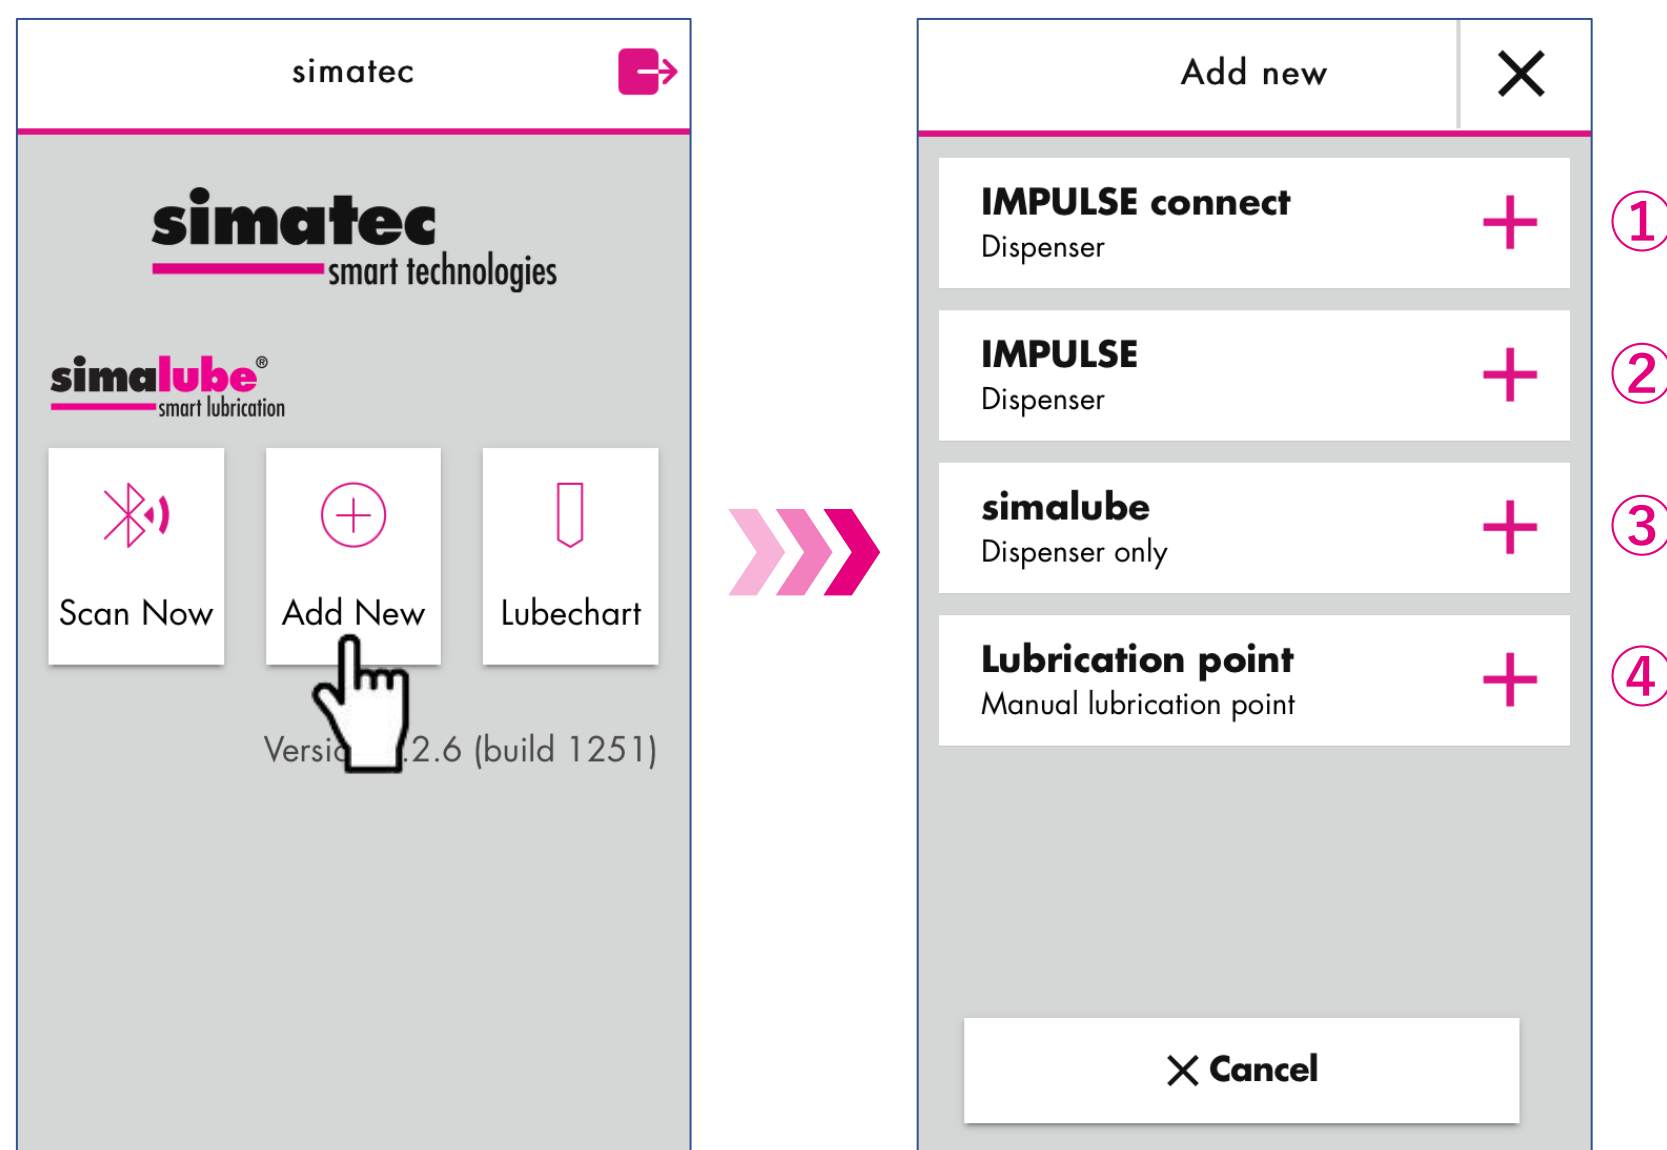 simatec
simatec
smart technologies
simalube®
smart lubrication
Scan Now
Add New
Lubechart
.2.6 (build 1251)
Add new
IMPULSE connect
Dispenser
①
IMPULSE
Dispenser
②
simalube
Dispenser only
③
Lubrication point
Manual lubrication point
④
Cancel